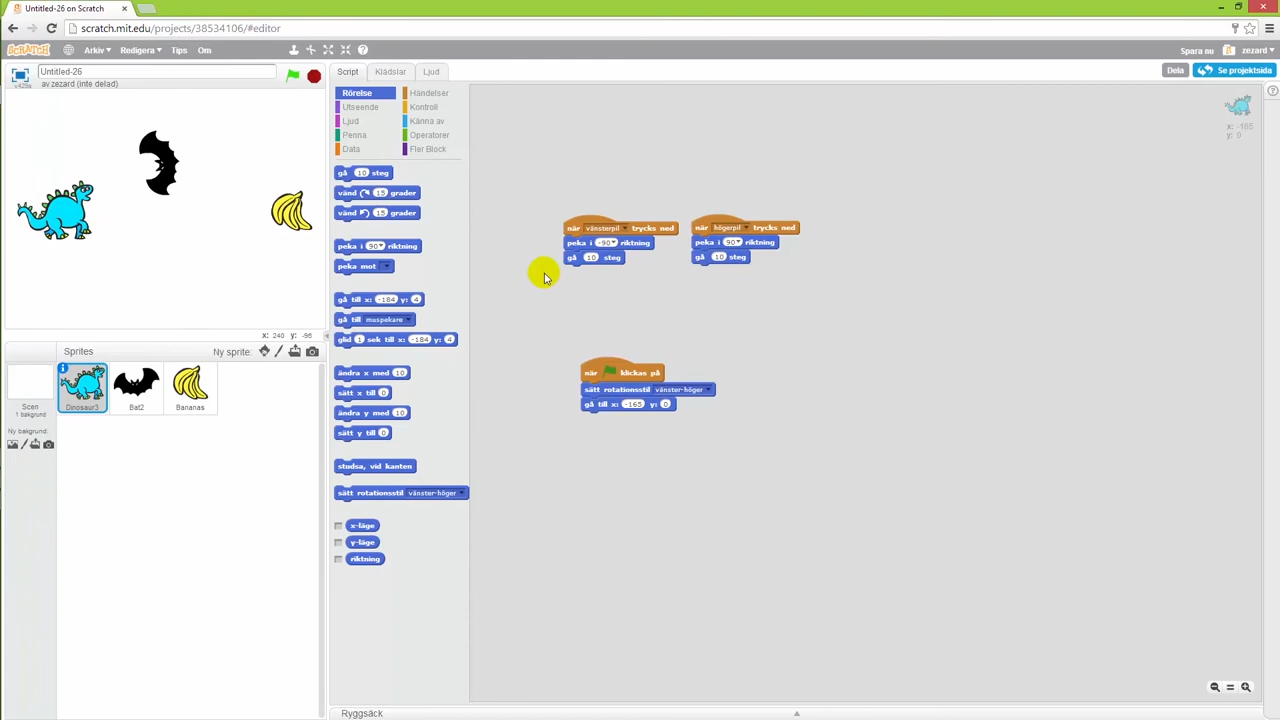 Untitled-26 on Scratch
scratch.mit.edu/projects/38534106/#editor
SCRATCH
Arkiv
Redigera
Tips
Om
Spara nu
zezard
Untitled-26
av zezard (inte delad)
v429b
Script
Klädslar
Ljud
Dela
Se projektsida
Rörelse
Händelser
Utseende
Kontroll
Ljud
Känna av
Penna
Operatorer
Data
Fler Block
gå 10 steg
vänd 15 grader
vänd 15 grader
peka i 90 riktning
peka mot
gå till x: -184 y: 4
gå till muspekare
glid 1 sek till x: -184 y: 4
ändra x med 10
sätt x till 0
ändra y med 10
sätt y till 0
studsa, vid kanten
sätt rotationsstil vänster-höger
x-läge
y-läge
riktning
när vänsterpil trycks ned
peka i -90 riktning
gå 10 steg
när högerpil trycks ned
peka i 90 riktning
gå 10 steg
när klickas på
sätt rotationsstil vänster-höger
gå till x: -165 y: 0
x: -165
y: 0
x: 240 y: -96
Sprites
Ny sprite:
Scen
1 bakgrund
Ny bakgrund:
Dinosaur3
Bat2
Bananas
Ryggsäck